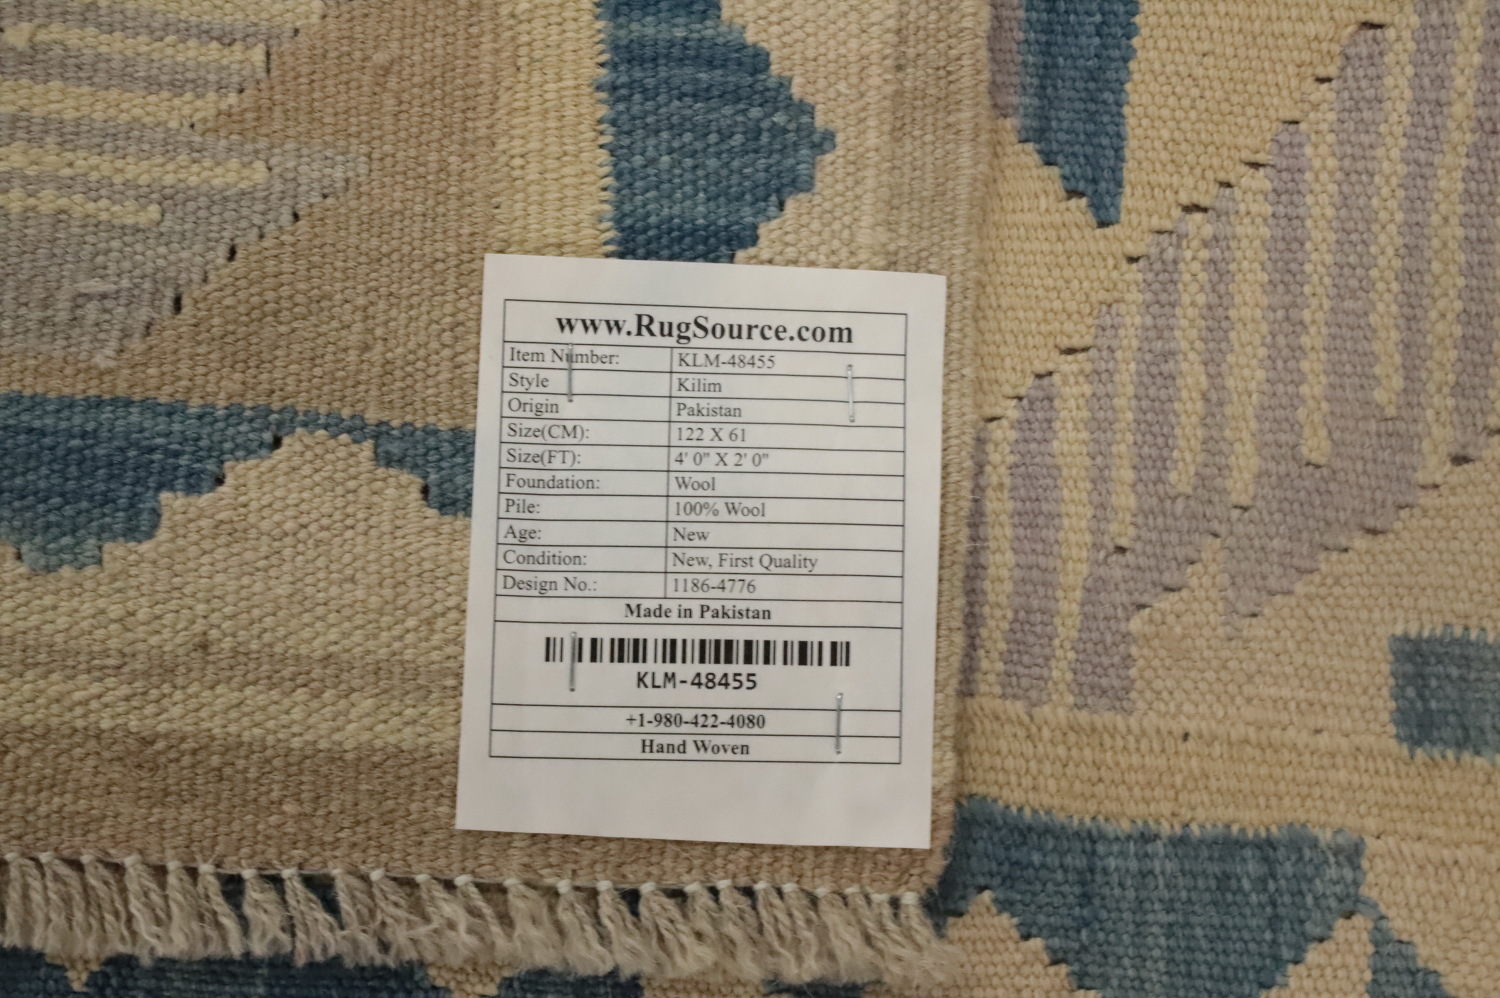 www.RugSource.com
Item Number: KLM-48455
Style Kilim
Origin Pakistan
Size(CM): 122 X 61
Size(FT): 4' 0" X 2' 0"
Foundation: Wool
Pile: 100% Wool
Age: New
Condition: New, First Quality
Design No.: 1186-4776
Made in Pakistan
KLM-48455
+1-980-422-4080
Hand Woven